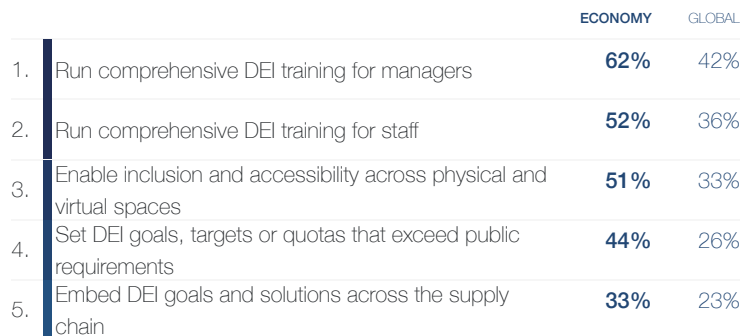 ECONOMY GLOBAL
1. Run comprehensive DEI training for managers 62% 42%
2. Run comprehensive DEI training for staff 52% 36%
3. Enable inclusion and accessibility across physical and
virtual spaces 51% 33%
4. Set DEI goals, targets or quotas that exceed public
requirements 44% 26%
5. Embed DEI goals and solutions across the supply
chain 33% 23%